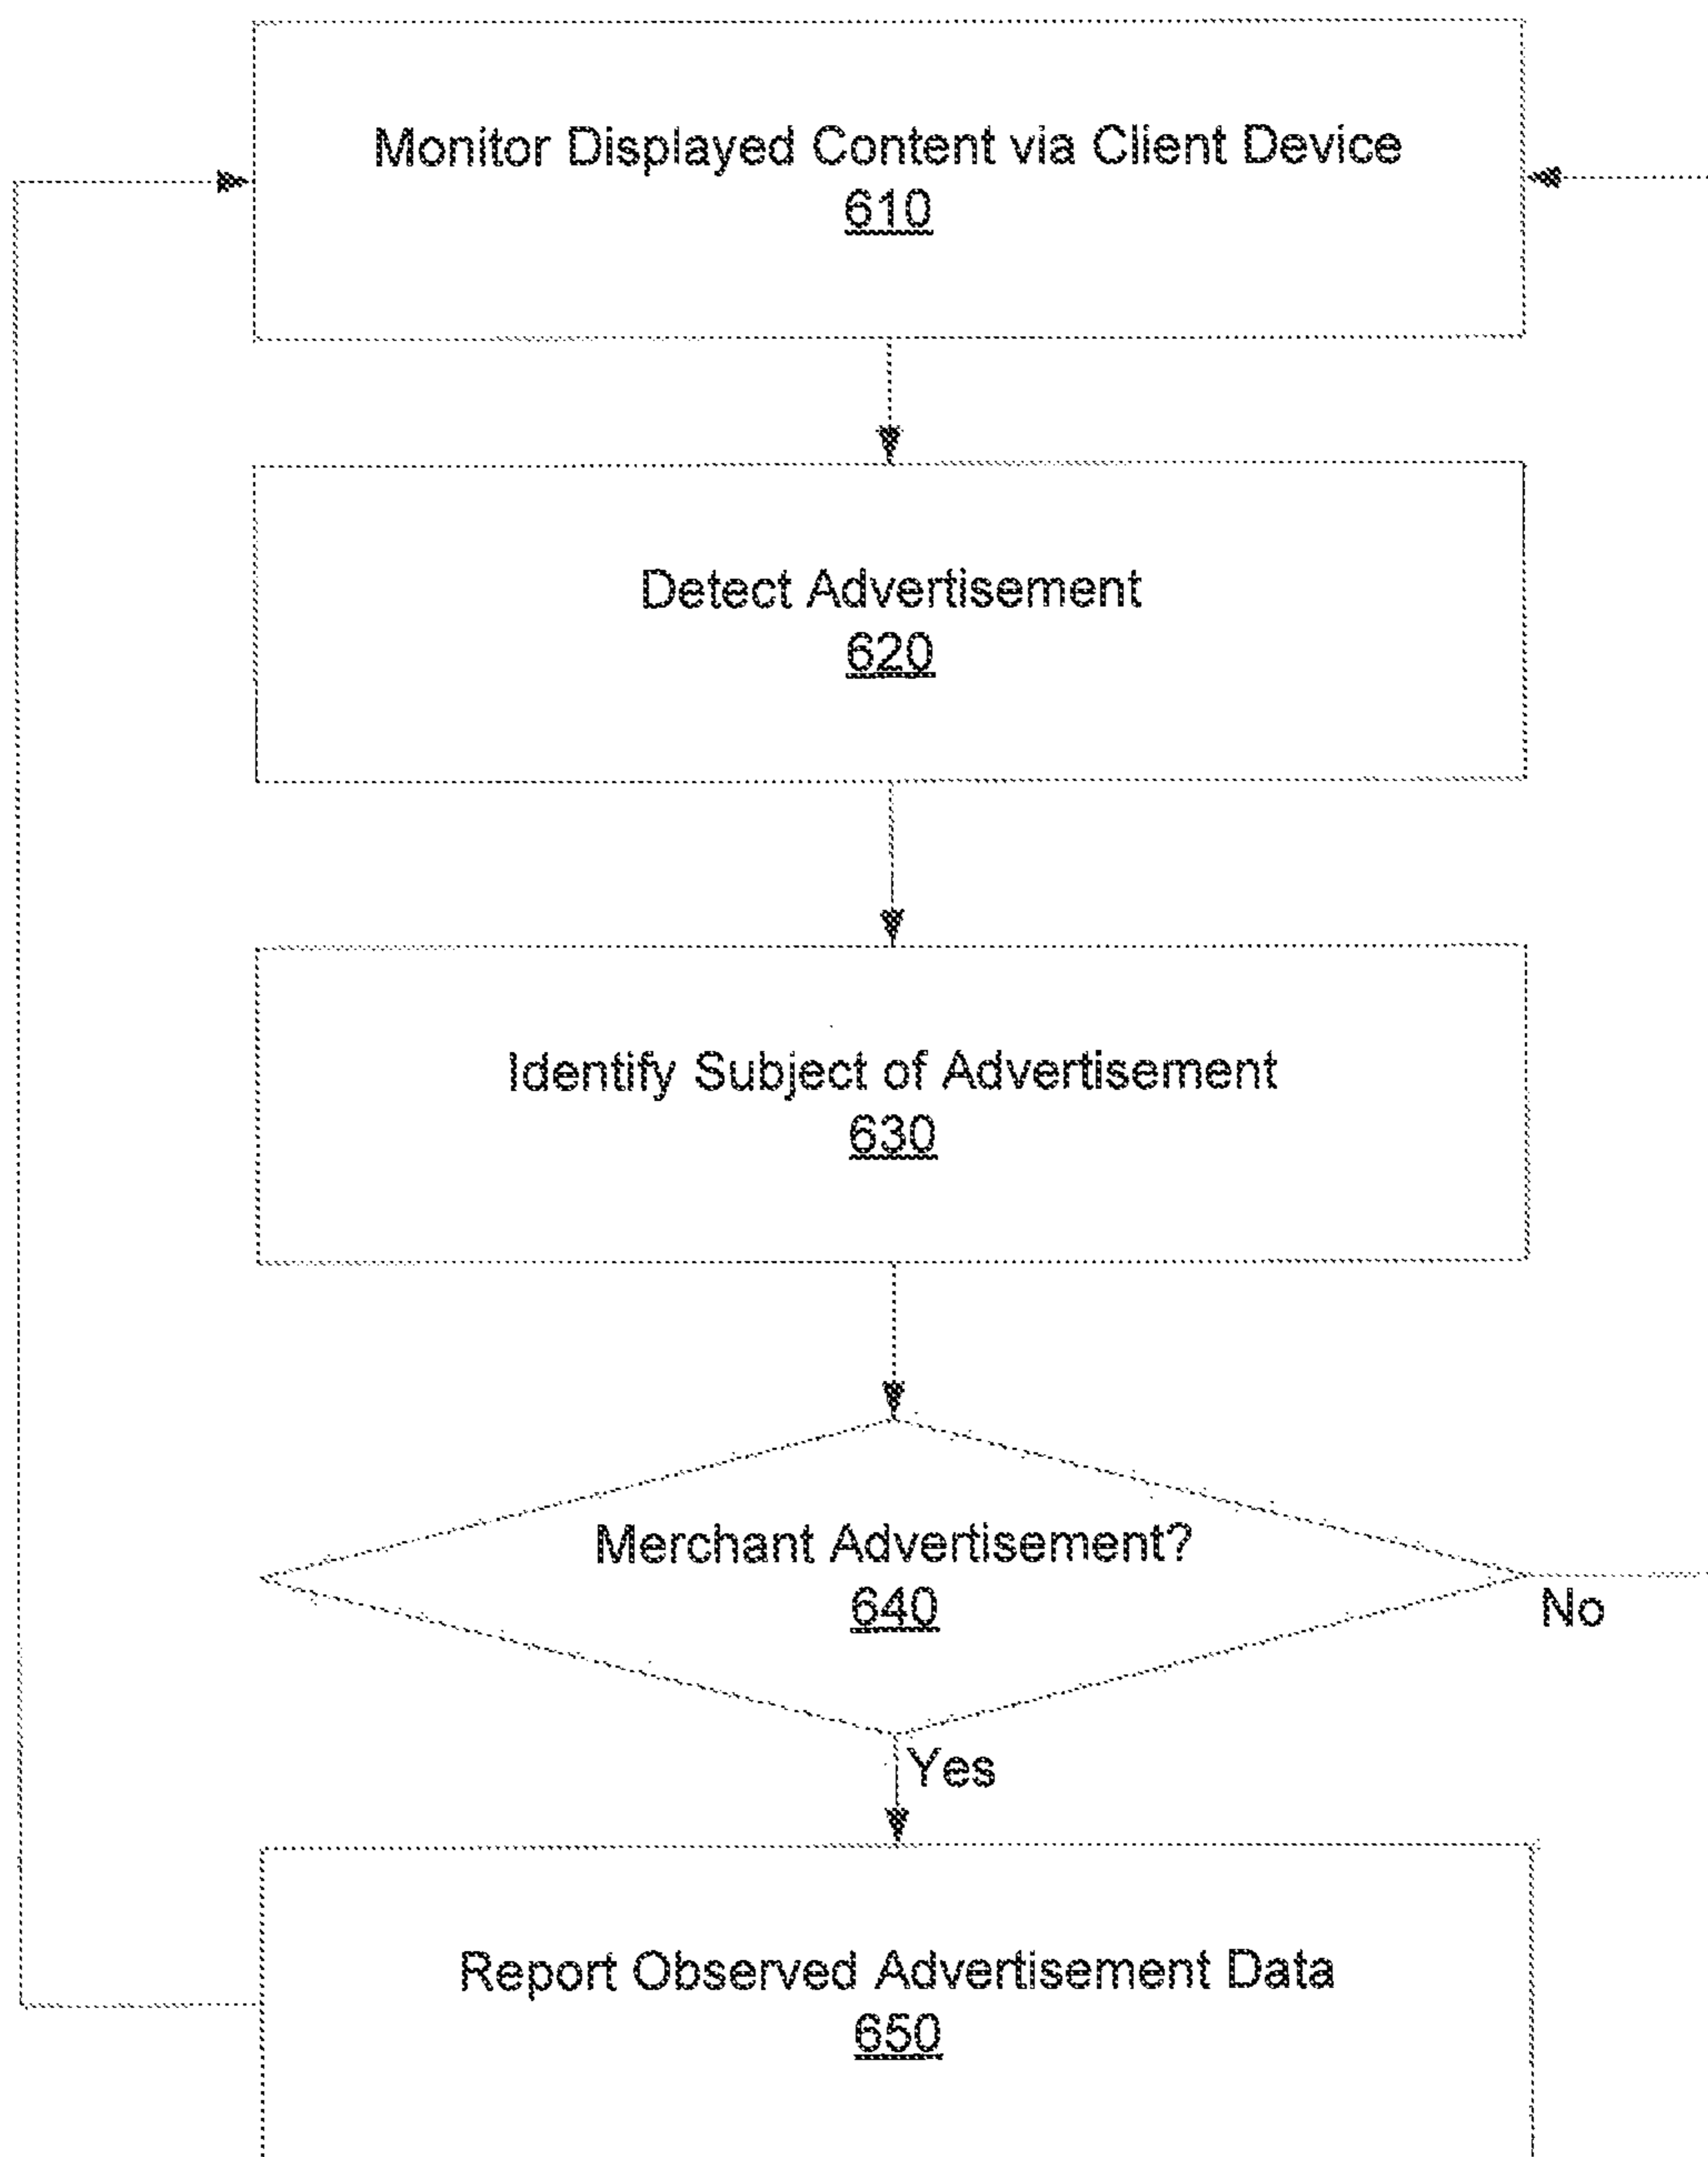 Monitor Displayed Content via Client Device
610
Detect Advertisement
620
Identify Subject of Advertisement
630
Merchant Advertisement?
640
No
Yes
Report Observed Advertisement Data
650